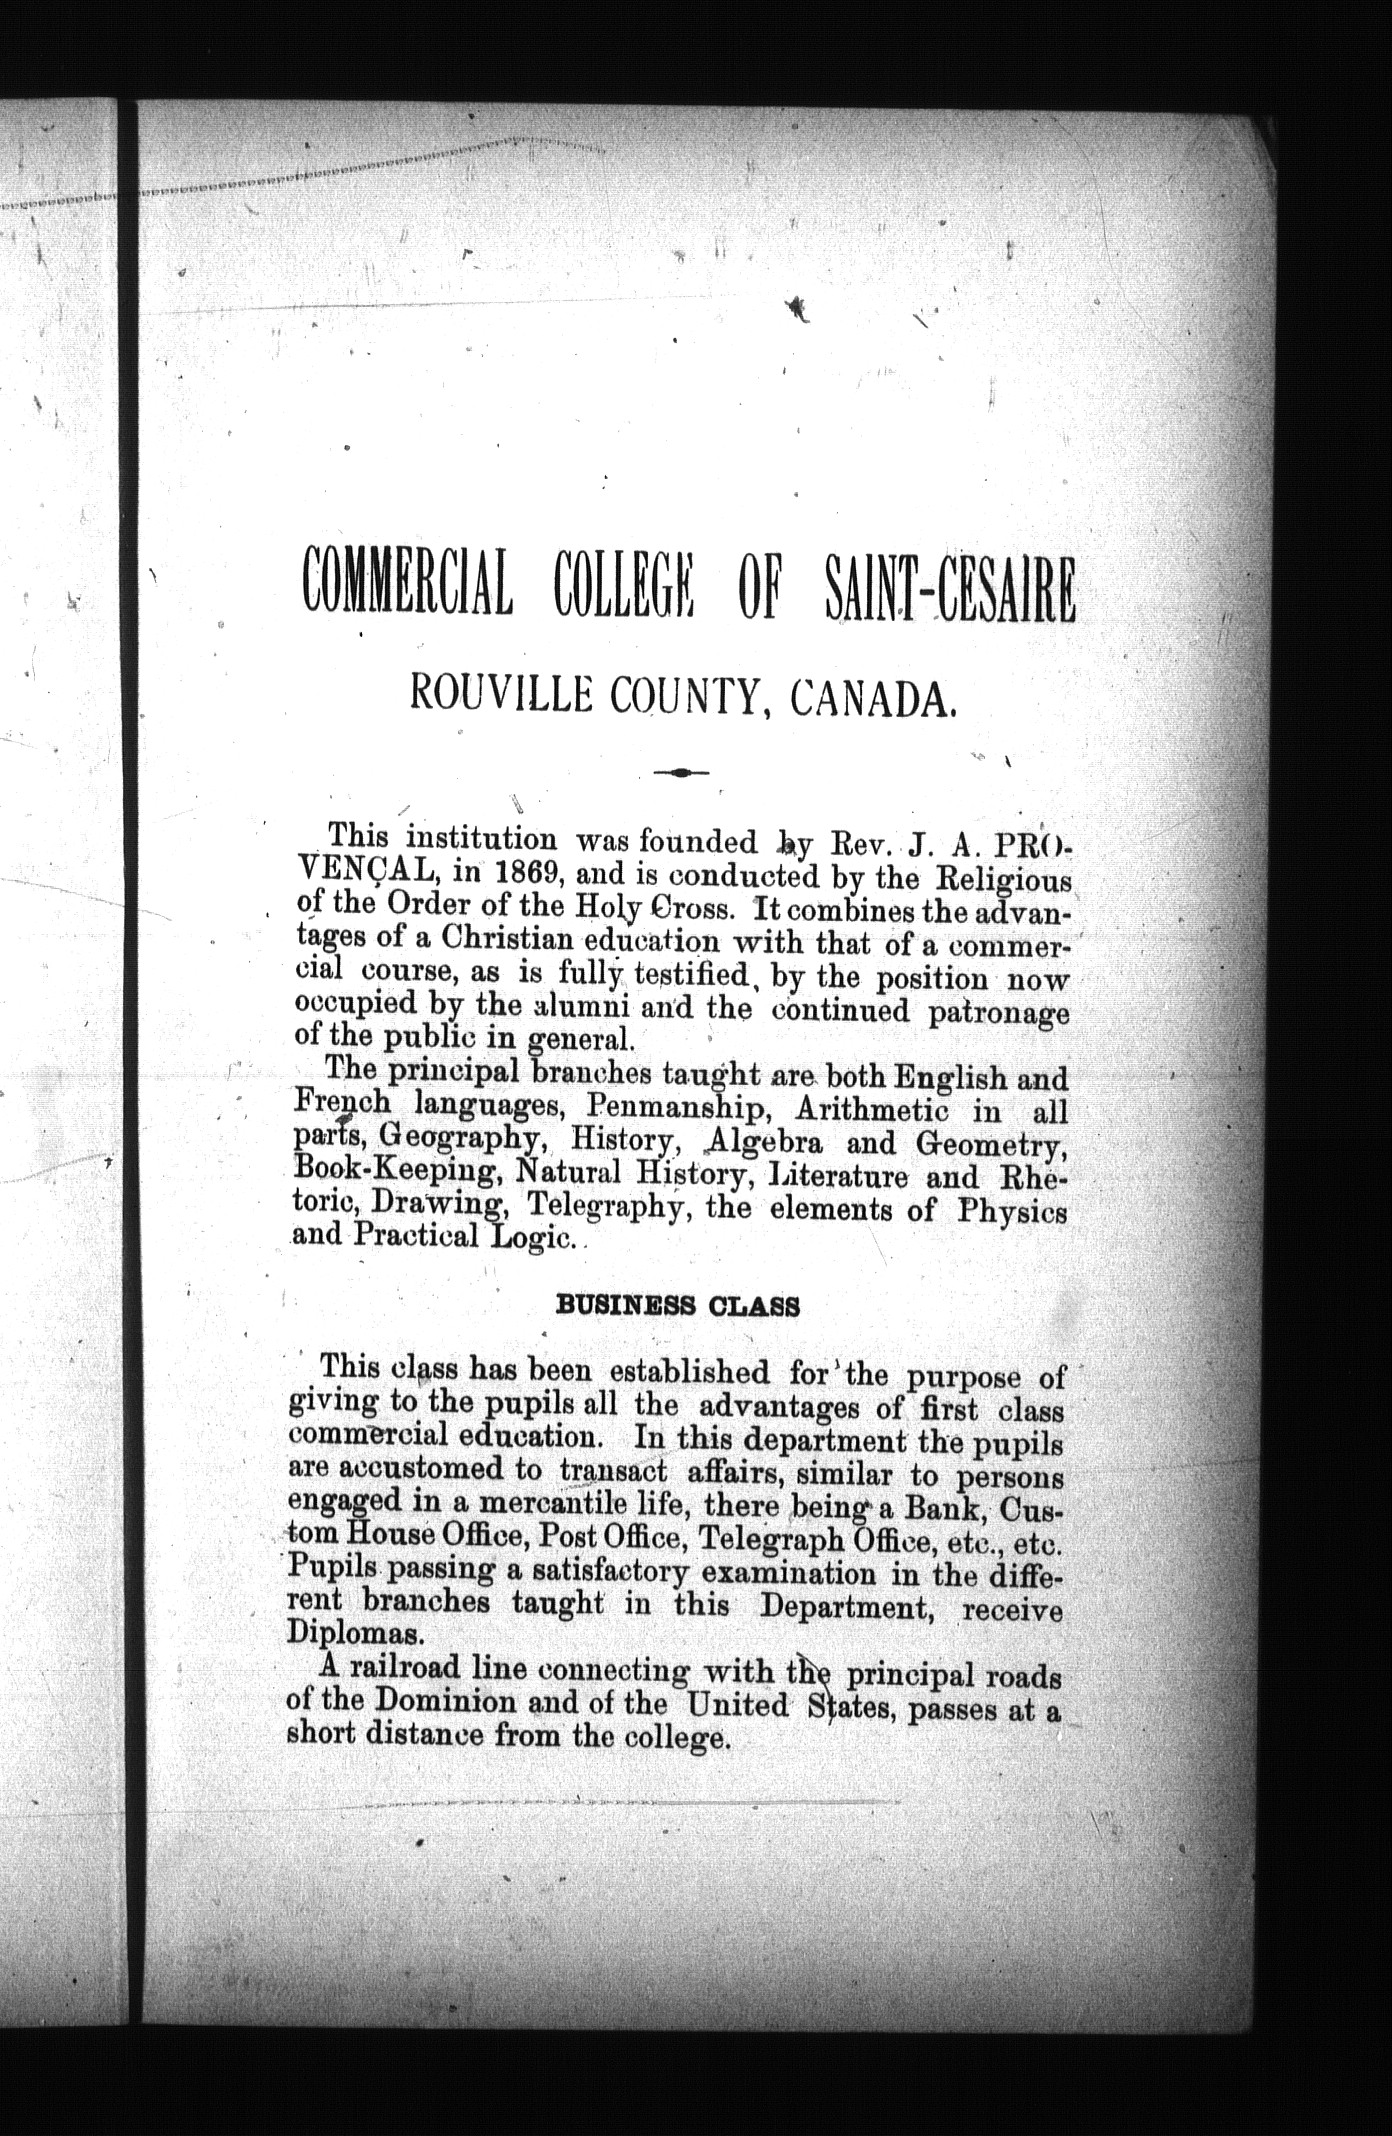 COMMERCIAL COLLEGE OF SAINT-CESAIRE
ROUVILLE COUNTY, CANADA.
This institution was founded by Rev. J. A. PRO-
VENÇAL, in 1869, and is conducted by the Religious
of the Order of the Holy Cross. It combines the advan-
tages of a Christian education with that of a commer-
cial course, as is fully testified, by the position now
occupied by the alumni and the continued patronage
of the public in general.
The principal branches taught are both English and
French languages, Penmanship, Arithmetic in all
parts, Geography, History, Algebra and Geometry,
Book-Keeping, Natural History, Literature and Rhe-
toric, Drawing, Telegraphy, the elements of Physics
and Practical Logic.
BUSINESS CLASS
This class has been established for the purpose of
giving to the pupils all the advantages of first class
commercial education. In this department the pupils
are accustomed to transact affairs, similar to persons
engaged in a mercantile life, there being a Bank, Cus-
tom House Office, Post Office, Telegraph Office, etc., etc.
Pupils passing a satisfactory examination in the diffe-
rent branches taught in this Department, receive
Diplomas.
A railroad line connecting with the principal roads
of the Dominion and of the United States, passes at a
short distance from the college.